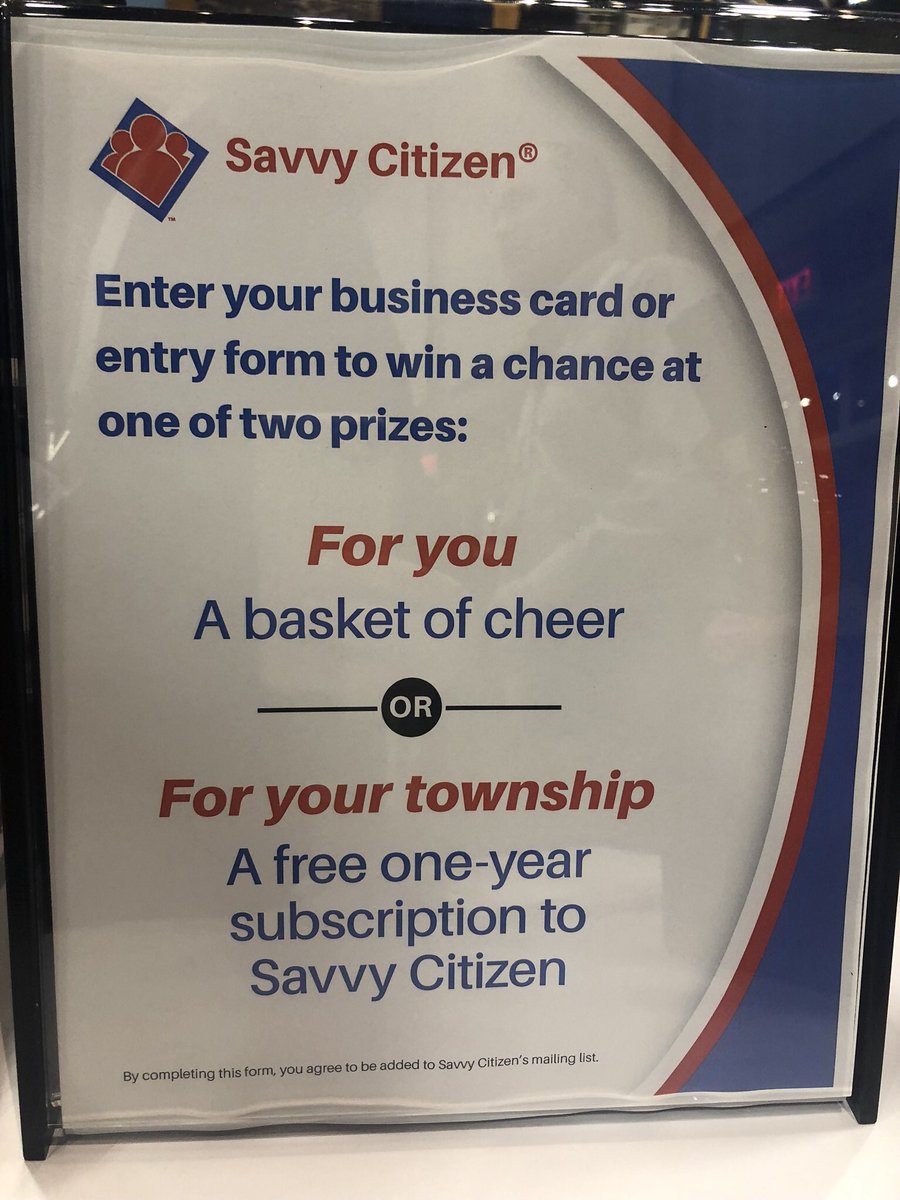 Savvy Citizen®
™
Enter your business card or
entry form to win a chance at
one of two prizes:
For you
A basket of cheer
OR
For your township
A free one-year
subscription to
Savvy Citizen
By completing this form, you agree to be added to Savvy Citizen's mailing list.